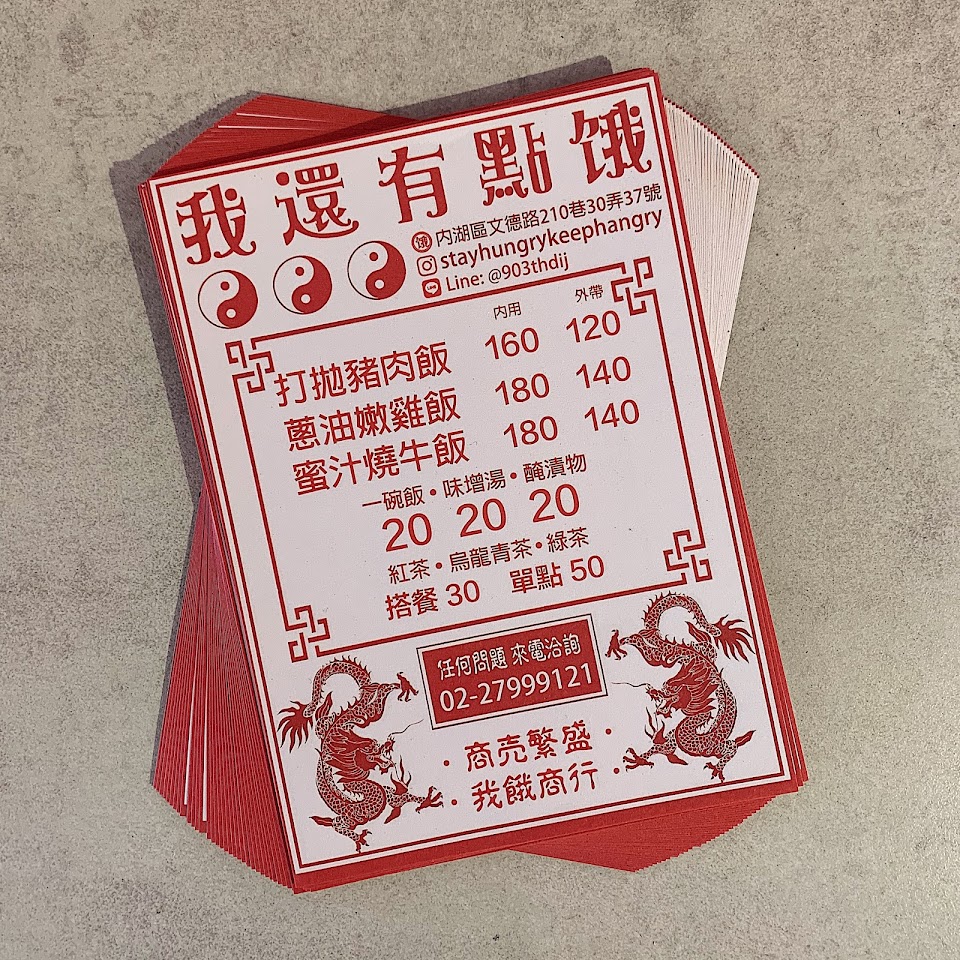 我還有點饿
饿 內湖區文德路210巷30弄37號
stayhungrykeephangry
Line: @903thdij
內用 外帶
打拋豬肉飯 160 120
蔥油嫩雞飯 180 140
蜜汁燒牛飯 180 140
一碗飯•味增湯•醃漬物
20 20 20
紅茶•烏龍青茶•綠茶
搭餐 30 單點 50
任何問題 來電洽詢
02-27999121
·商売繁盛·
·我餓商行·